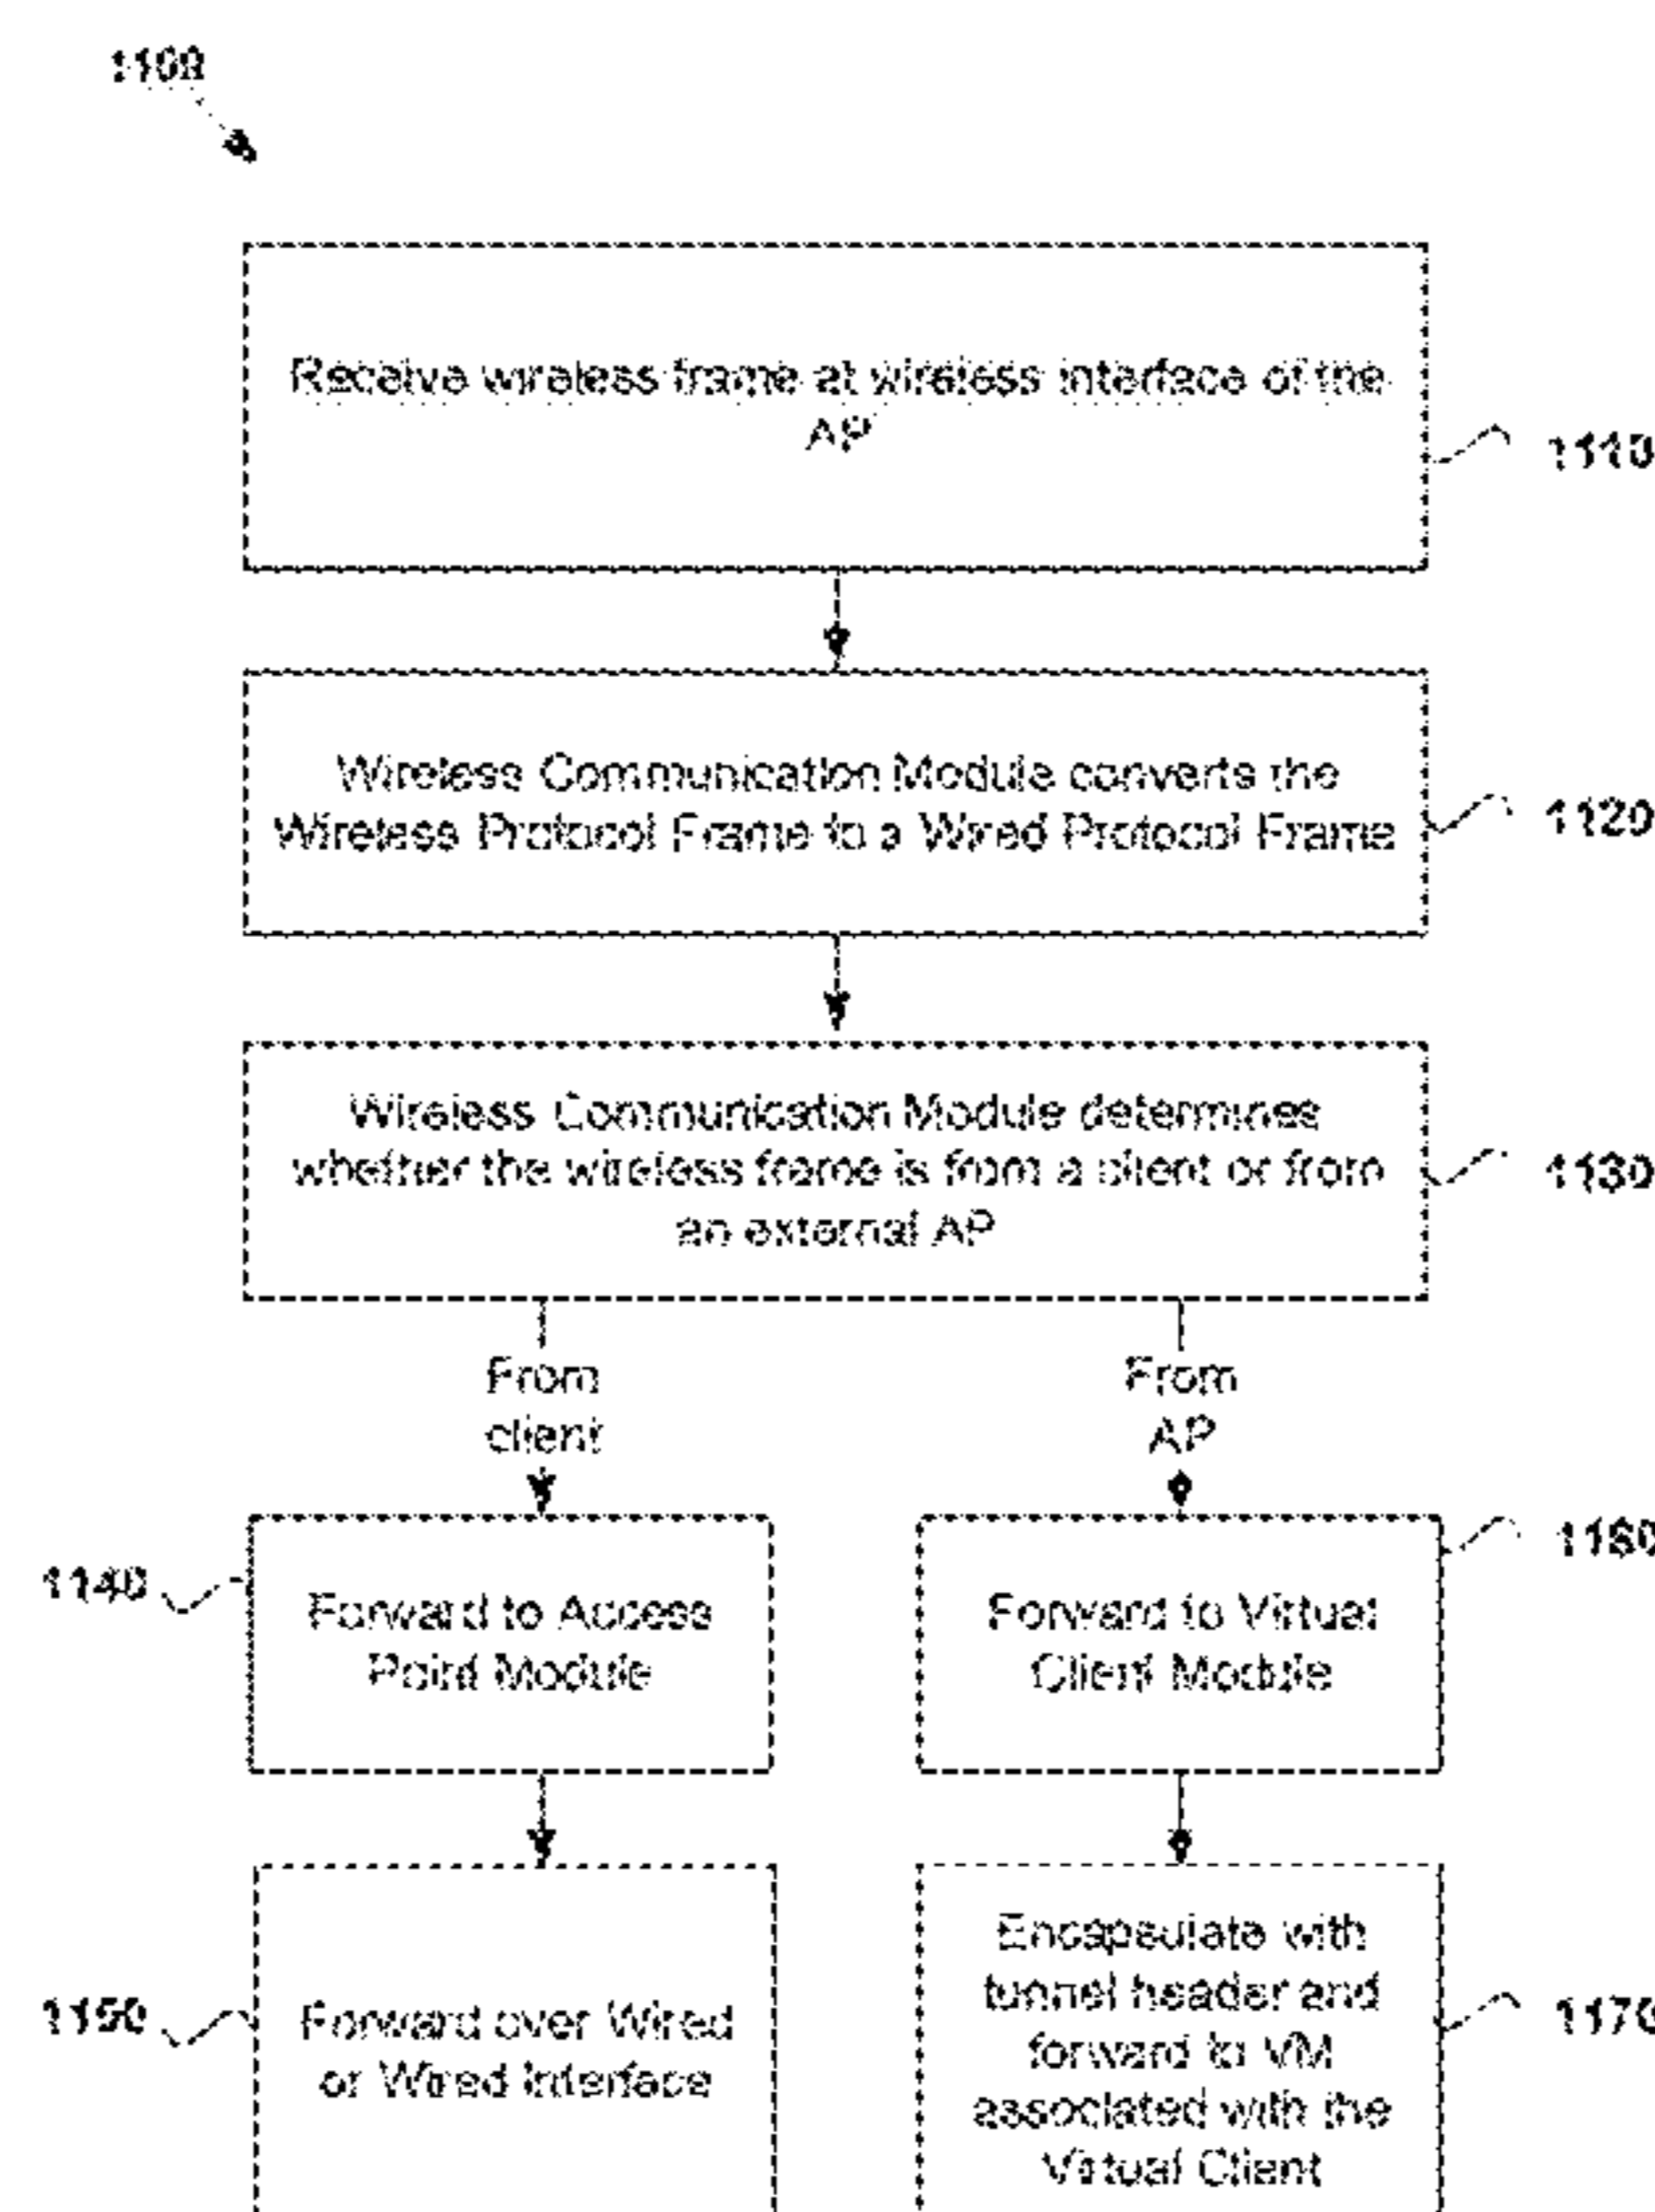 1100
Receive wireless frame at wireless interface of the
AP
1110
Wireless Communication Module converts the
Wireless Protocol Frame to a Wired Protocol Frame
1120
Wireless Communication Module determines
whether the wireless frame is from a client or from
an external AP
1130
From
client
From
AP
1140
Forward to Access
Point Module
Forward to Virtual
Client Module
1160
1150
Forward over Wired
or Wired Interface
Encapsulate with
tunnel header and
forward to VM
associated with the
Virtual Client
1170